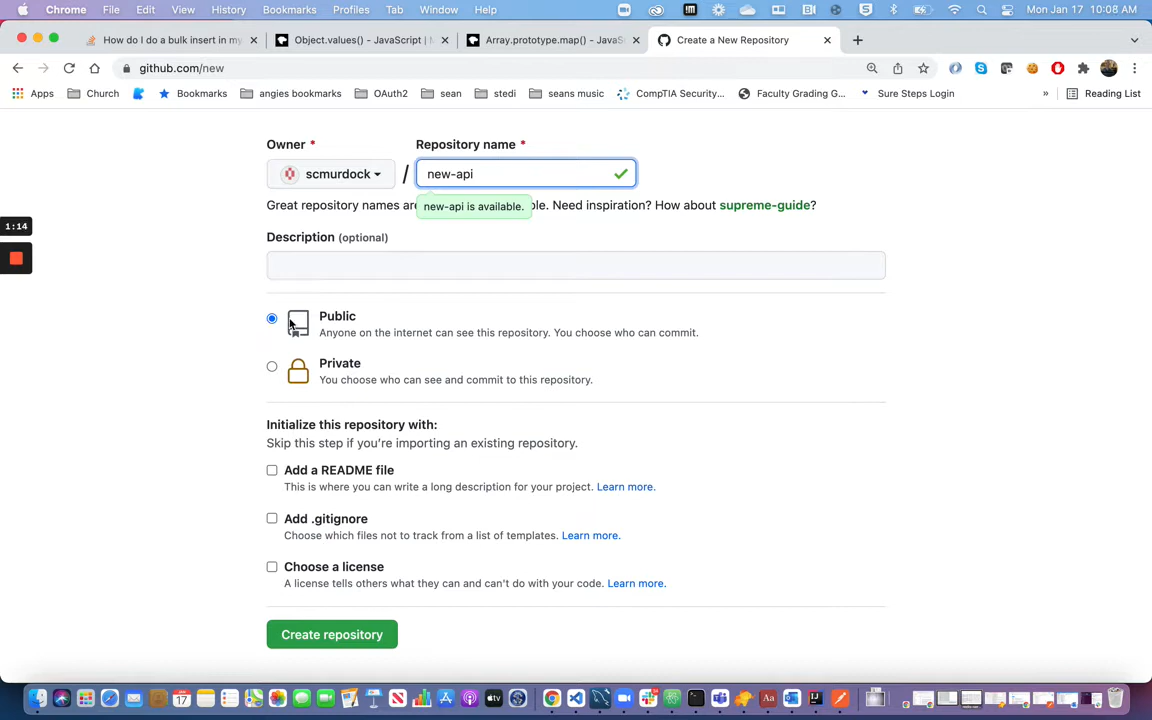 Chrome File Edit View History Bookmarks Profiles Tab Window Help Mon Jan 17 10:08 AM
How do I do a bulk insert in my Object.values() - JavaScript | M Array.prototype.map() - JavaS Create a New Repository
github.com/new
Apps Church Bookmarks angies bookmarks OAuth2 sean stedi seans music CompTIA Security... Faculty Grading G... Sure Steps Login » Reading List
Owner * Repository name *
scmurdock / new-api
new-api is available.
Great repository names are ble. Need inspiration? How about supreme-guide?
1:14
Description (optional)
Public
Anyone on the internet can see this repository. You choose who can commit.
Private
You choose who can see and commit to this repository.
Initialize this repository with:
Skip this step if you're importing an existing repository.
Add a README file
This is where you can write a long description for your project. Learn more.
Add .gitignore
Choose which files not to track from a list of templates. Learn more.
Choose a license
A license tells others what they can and can't do with your code. Learn more.
Create repository